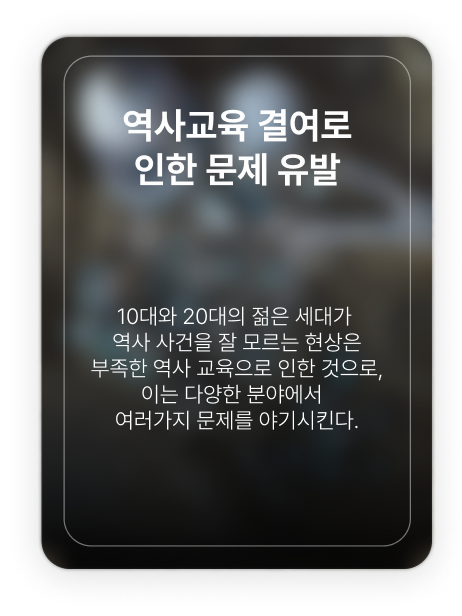 역사교육 결여로
인한 문제 유발
10대와 20대의 젊은 세대가
역사 사건을 잘 모르는 현상은
부족한 역사 교육으로 인한 것으로,
이는 다양한 분야에서
여러가지 문제를 야기시킨다.